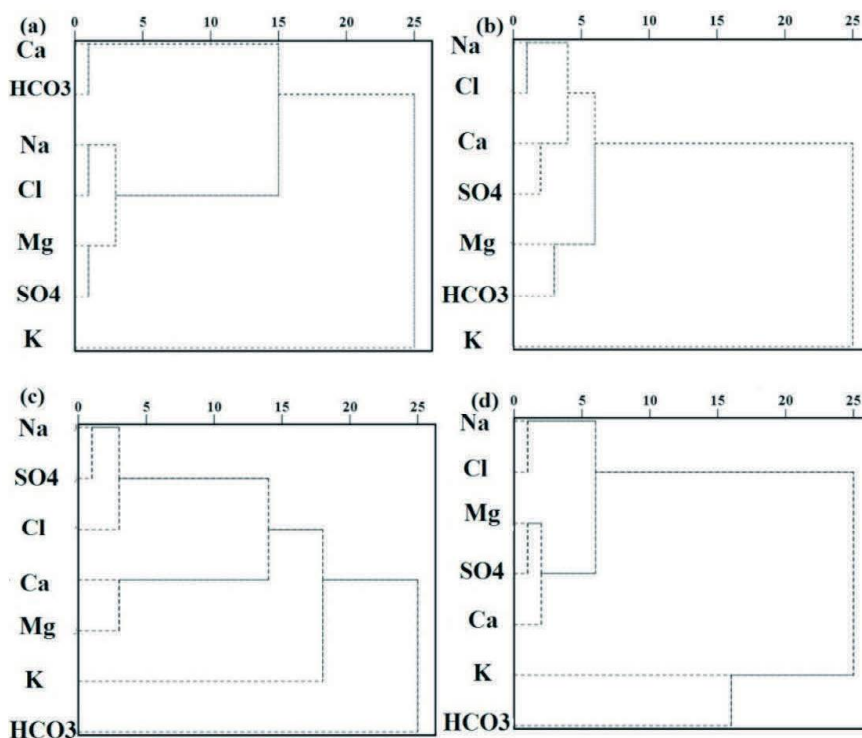 (a) 0 5 10 15 20 25
Ca
HCO3
Na
Cl
Mg
SO4
K
(b) 0 5 10 15 20 25
Na
Cl
Ca
SO4
Mg
HCO3
K
(c) 0 5 10 15 20 25
Na
SO4
Cl
Ca
Mg
K
HCO3
(d) 0 5 10 15 20 25
Na
Cl
Mg
SO4
Ca
K
HCO3